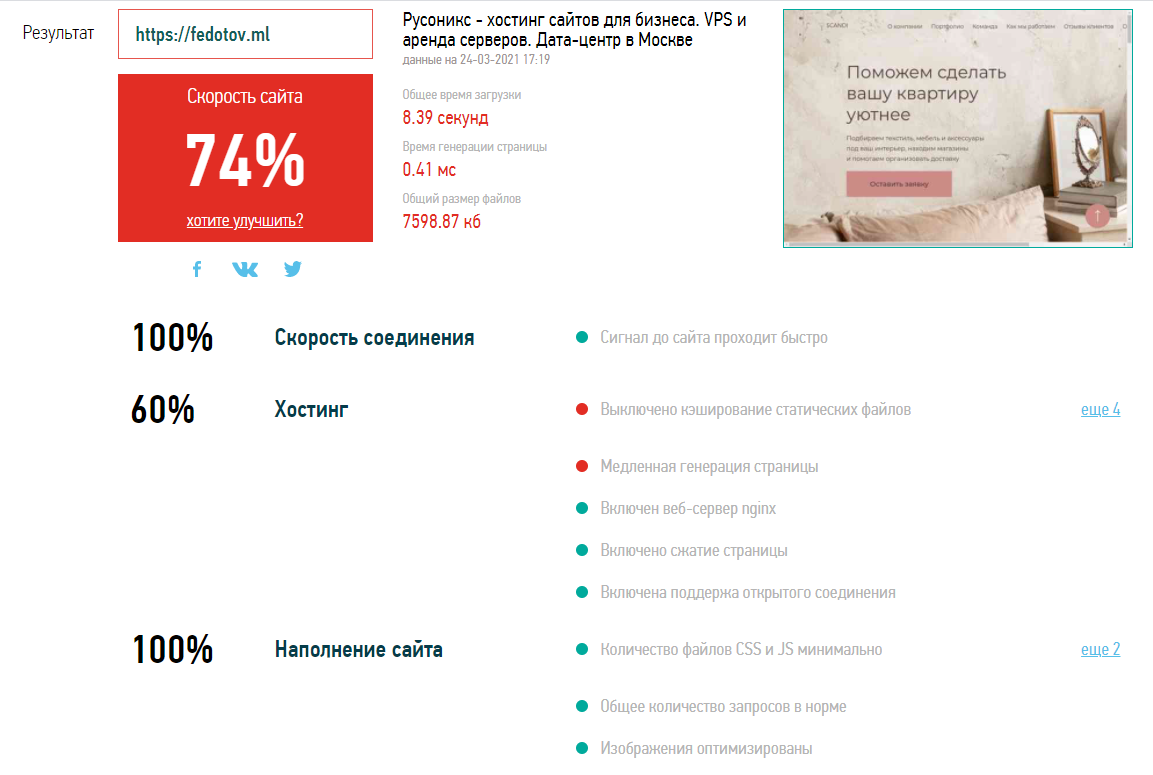 Результат
https://fedotov.ml
Скорость сайта
74%
хотите улучшить?
Русоникс - хостинг сайтов для бизнеса. VPS и
аренда серверов. Дата-центр в Москве
данные на 24-03-2021 17:19
Общее время загрузки
8.39 секунд
Время генерации страницы
0.41 мс
Общий размер файлов
7598.87 кб
SCANDI
О компании Портфолио Команда Как мы работаем Отзывы клиентов
Поможем сделать
вашу квартиру
уютнее
Подбираем текстиль, мебель и аксессуары
под ваш интерьер, находим магазины
и помогаем организовать доставку
Оставить заявку
100% Скорость соединения Сигнал до сайта проходит быстро
60% Хостинг Выключено кэширование статических файлов еще 4
Медленная генерация страницы
Включен веб-сервер nginx
Включено сжатие страницы
Включена поддержа открытого соединения
100% Наполнение сайта Количество файлов CSS и JS минимально еще 2
Общее количество запросов в норме
Изображения оптимизированы